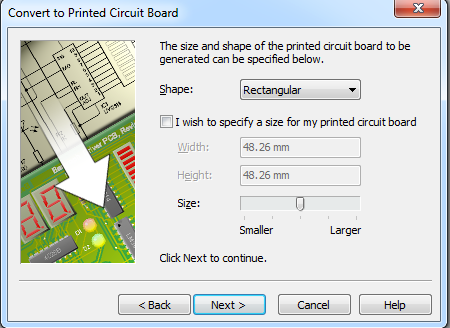 Convert to Printed Circuit Board
The size and shape of the printed circuit board to be
generated can be specified below.
Shape: Rectangular
I wish to specify a size for my printed circuit board
Width: 48.26 mm
Height: 48.26 mm
Size:
Smaller Larger
Click Next to continue.
< Back Next > Cancel Help